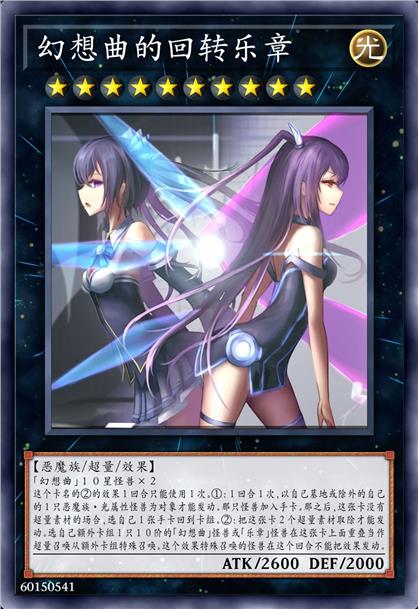 幻想曲的回转乐章
光
【恶魔族/超量/效果】
「幻想曲」10星怪兽×2
这个卡名的②的效果1回合只能使用1次。①：1回合1次，以自己墓地或除外的自己
的1只恶魔族・光属性怪兽为对象才能发动。那只怪兽加入手卡。那之后，这张卡没有
超量素材的场合，选自己1张手卡回到卡组。②：把这张卡2个超量素材取除才能发
动。选自己额外卡组1只10阶的「幻想曲」怪兽或「乐章」怪兽在这张卡上面重叠当作
超量召唤从额外卡组特殊召唤。这个效果特殊召唤的怪兽在这个回合不能把效果发动。
ATK/2600 DEF/2000
60150541